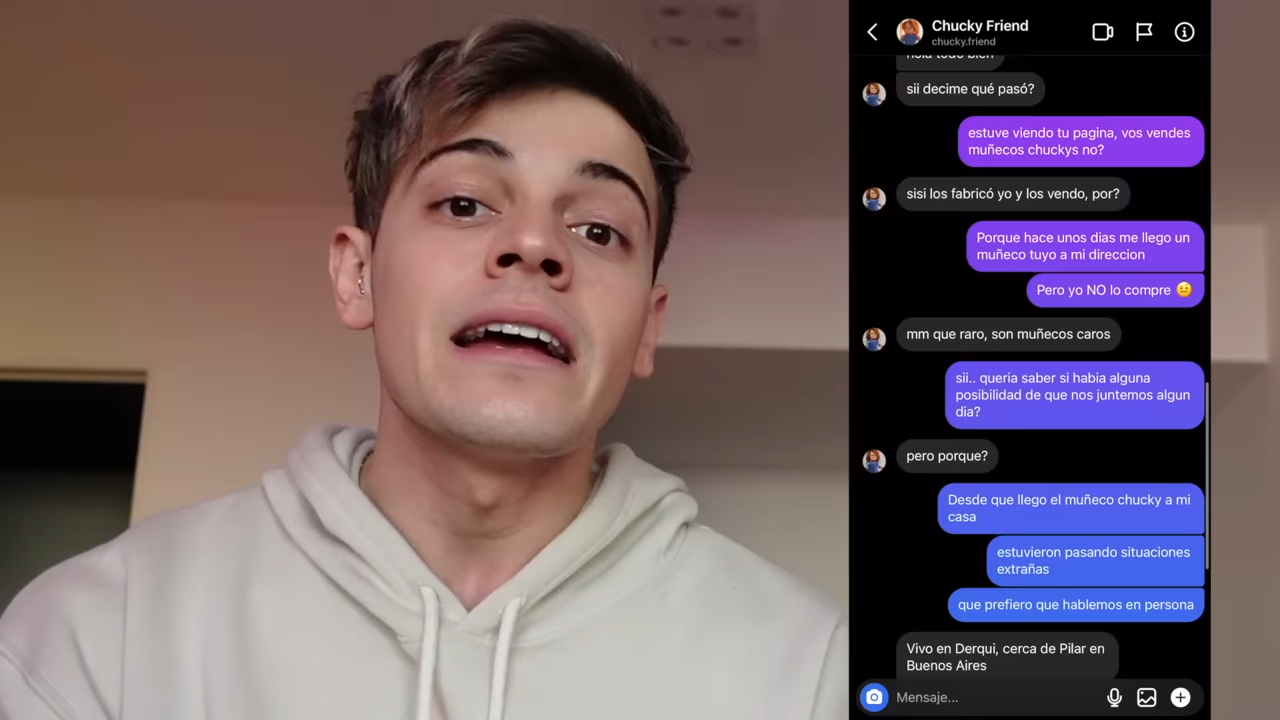 Chucky Friend
chucky.friend
hola todo bien
sii decime qué pasó?
estuve viendo tu pagina, vos vendes
muñecos chuckys no?
sisi los fabricó yo y los vendo, por?
Porque hace unos dias me llego un
muñeco tuyo a mi direccion
Pero yo NO lo compre 😐
mm que raro, son muñecos caros
sii.. queria saber si habia alguna
posibilidad de que nos juntemos algun
dia?
pero porque?
Desde que llego el muñeco chucky a mi
casa
estuvieron pasando situaciones
extrañas
que prefiero que hablemos en persona
Vivo en Derqui, cerca de Pilar en
Buenos Aires
Mensaje...